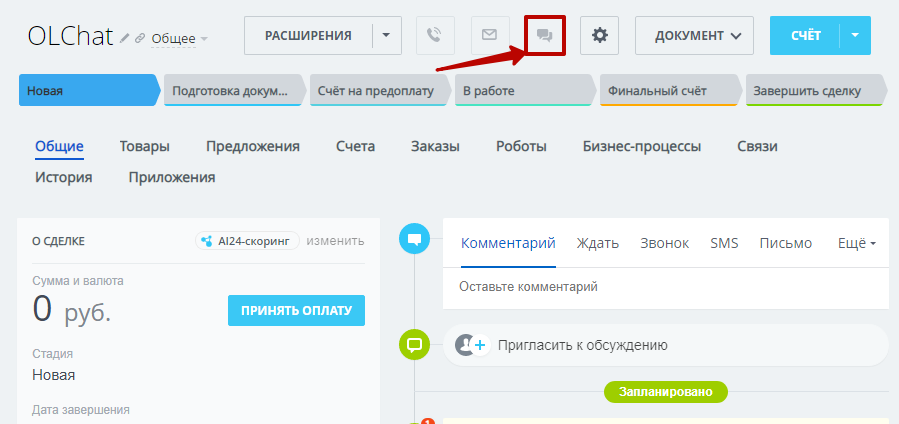 OLChat Общее РАСШИРЕНИЯ ДОКУМЕНТ СЧЁТ
Новая Подготовка докум... Счёт на предоплату В работе Финальный счёт Завершить сделку
Общие Товары Предложения Счета Заказы Роботы Бизнес-процессы Связи
История Приложения
О СДЕЛКЕ AI24-скоринг изменить
Сумма и валюта
0 руб. ПРИНЯТЬ ОПЛАТУ
Стадия
Новая
Дата завершения
Комментарий Ждать Звонок SMS Письмо Ещё
Оставьте комментарий
Пригласить к обсуждению
Запланировано
1